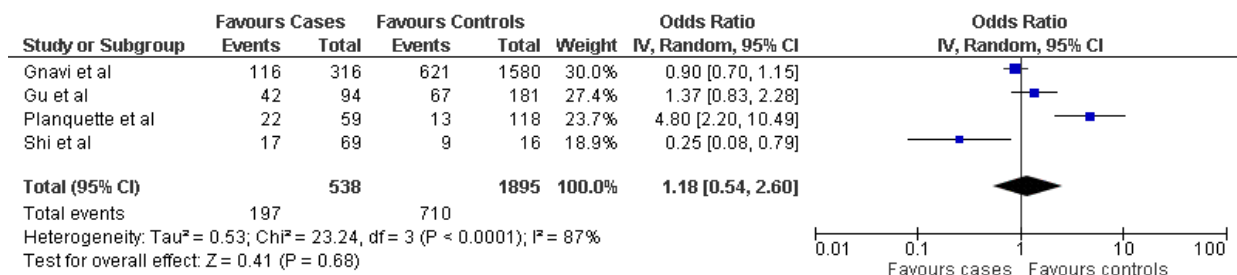 Favours Cases Favours Controls Odds Ratio Odds Ratio
Study or Subgroup Events Total Events Total Weight IV, Random, 95% CI IV, Random, 95% CI
Gnavi et al 116 316 621 1580 30.0% 0.90 [0.70, 1.15]
Gu et al 42 94 67 181 27.4% 1.37 [0.83, 2.28]
Planquette et al 22 59 13 118 23.7% 4.80 [2.20, 10.49]
Shi et al 17 69 9 16 18.9% 0.25 [0.08, 0.79]
Total (95% CI) 538 1895 100.0% 1.18 [0.54, 2.60]
Total events 197 710
Heterogeneity: Tau² = 0.53; Chi² = 23.24, df = 3 (P < 0.0001); I² = 87%
Test for overall effect: Z = 0.41 (P = 0.68)
0.01 0.1 1 10 100
Favours cases Favours controls